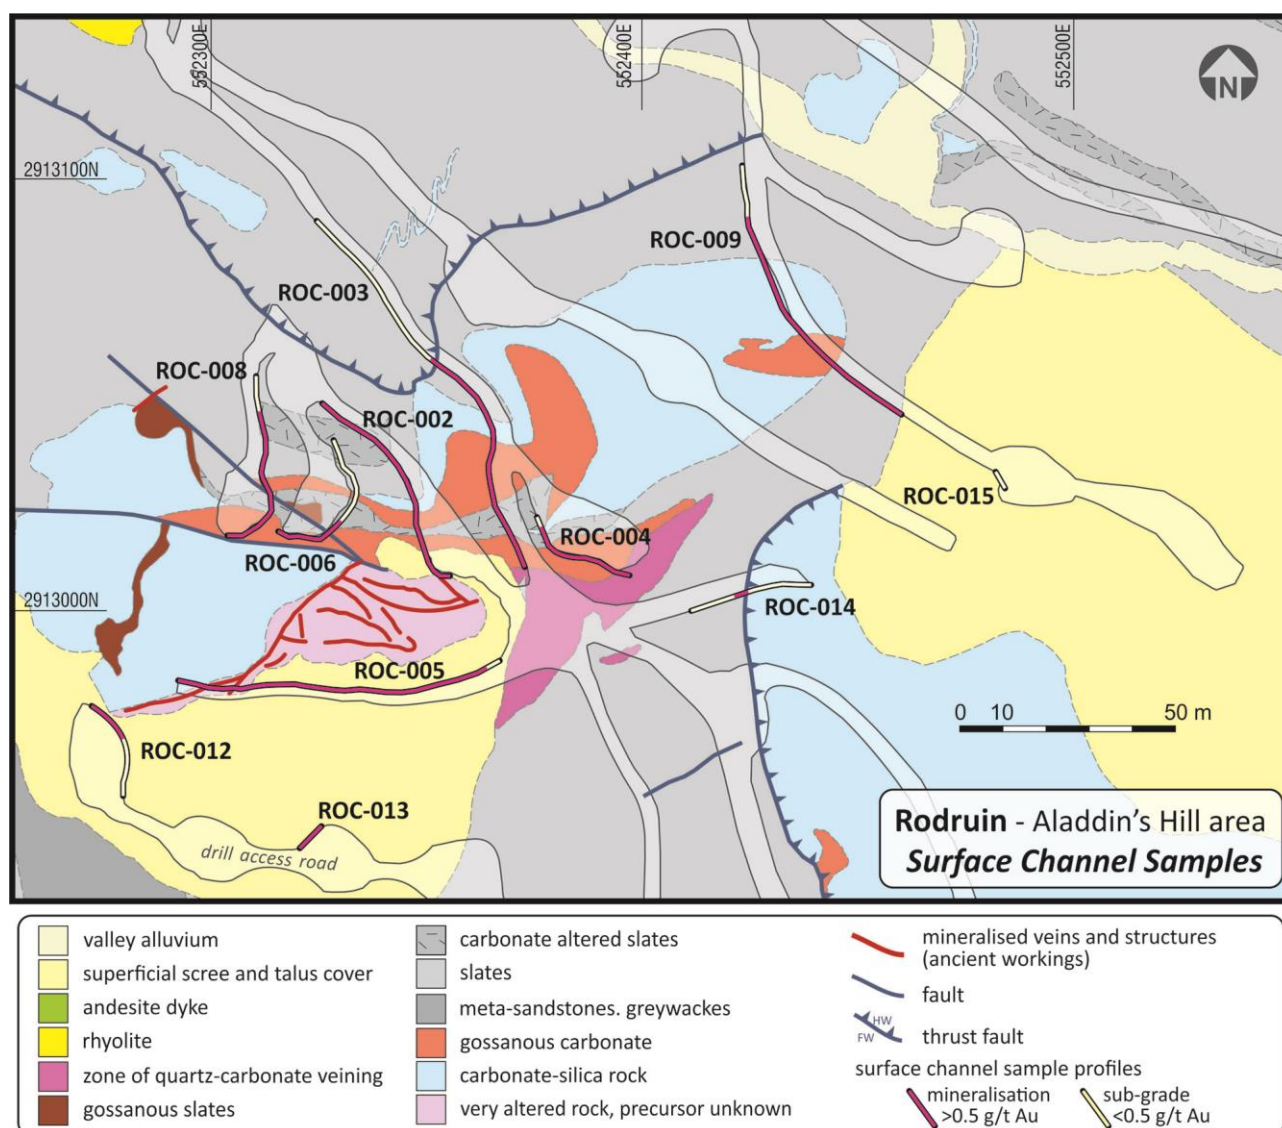 552300E
552400E
552500E
N
2913100N
ROC-009
ROC-003
ROC-008
ROC-002
ROC-015
ROC-004
ROC-006
2913000N
ROC-014
ROC-005
0 10 50 m
ROC-012
ROC-013
drill access road
Rodruin - Aladdin's Hill area
Surface Channel Samples
valley alluvium
superficial scree and talus cover
andesite dyke
rhyolite
zone of quartz-carbonate veining
gossanous slates
carbonate altered slates
slates
meta-sandstones. greywackes
gossanous carbonate
carbonate-silica rock
very altered rock, precursor unknown
mineralised veins and structures
(ancient workings)
fault
HW
FW
thrust fault
surface channel sample profiles
mineralisation
>0.5 g/t Au
sub-grade
<0.5 g/t Au